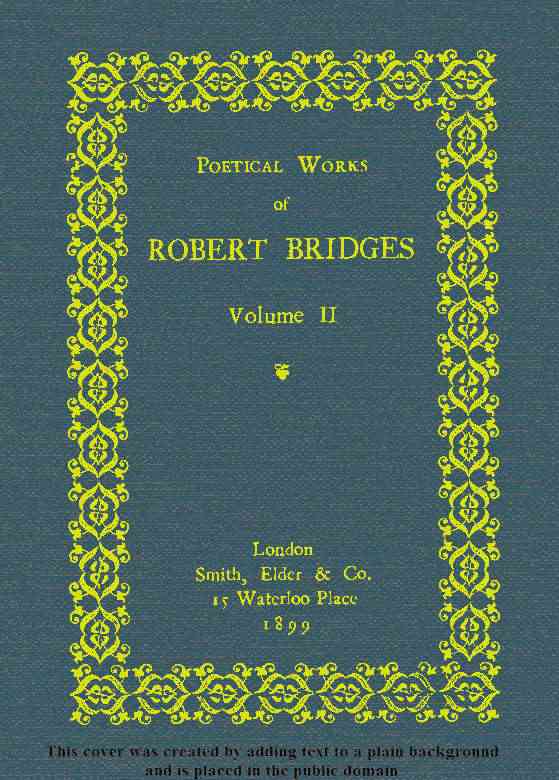 Poetical Works
of
ROBERT BRIDGES
Volume II
London
Smith, Elder & Co.
15 Waterloo Place
1899
This cover was created by adding text to a plain background
and is placed in the public domain